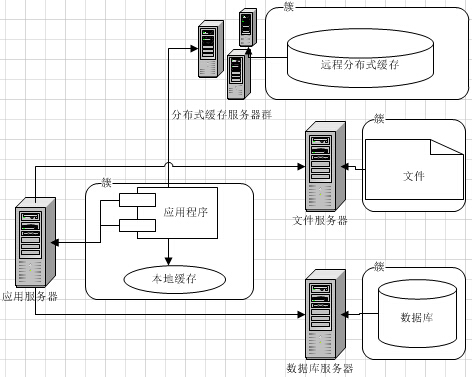 簇
远程分布式缓存
分布式缓存服务器群
簇
文件
文件服务器
簇
应用程序
本地缓存
应用服务器
簇
数据库
数据库服务器